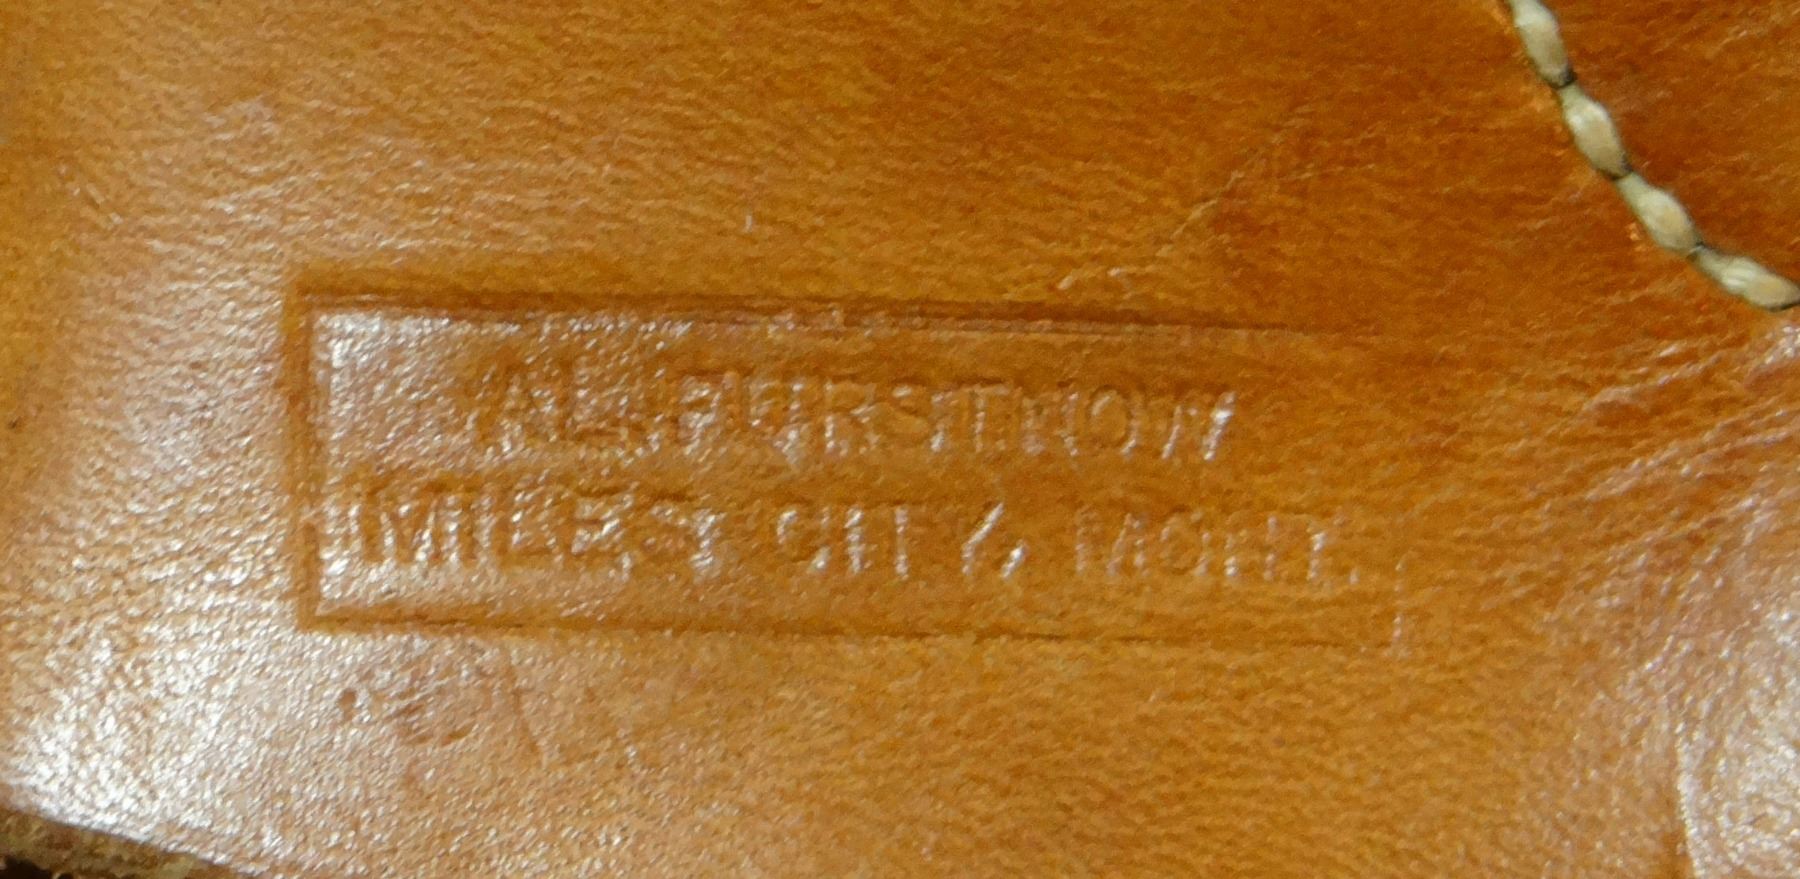 AL. FURSTNOW
MILES CITY, MONT.